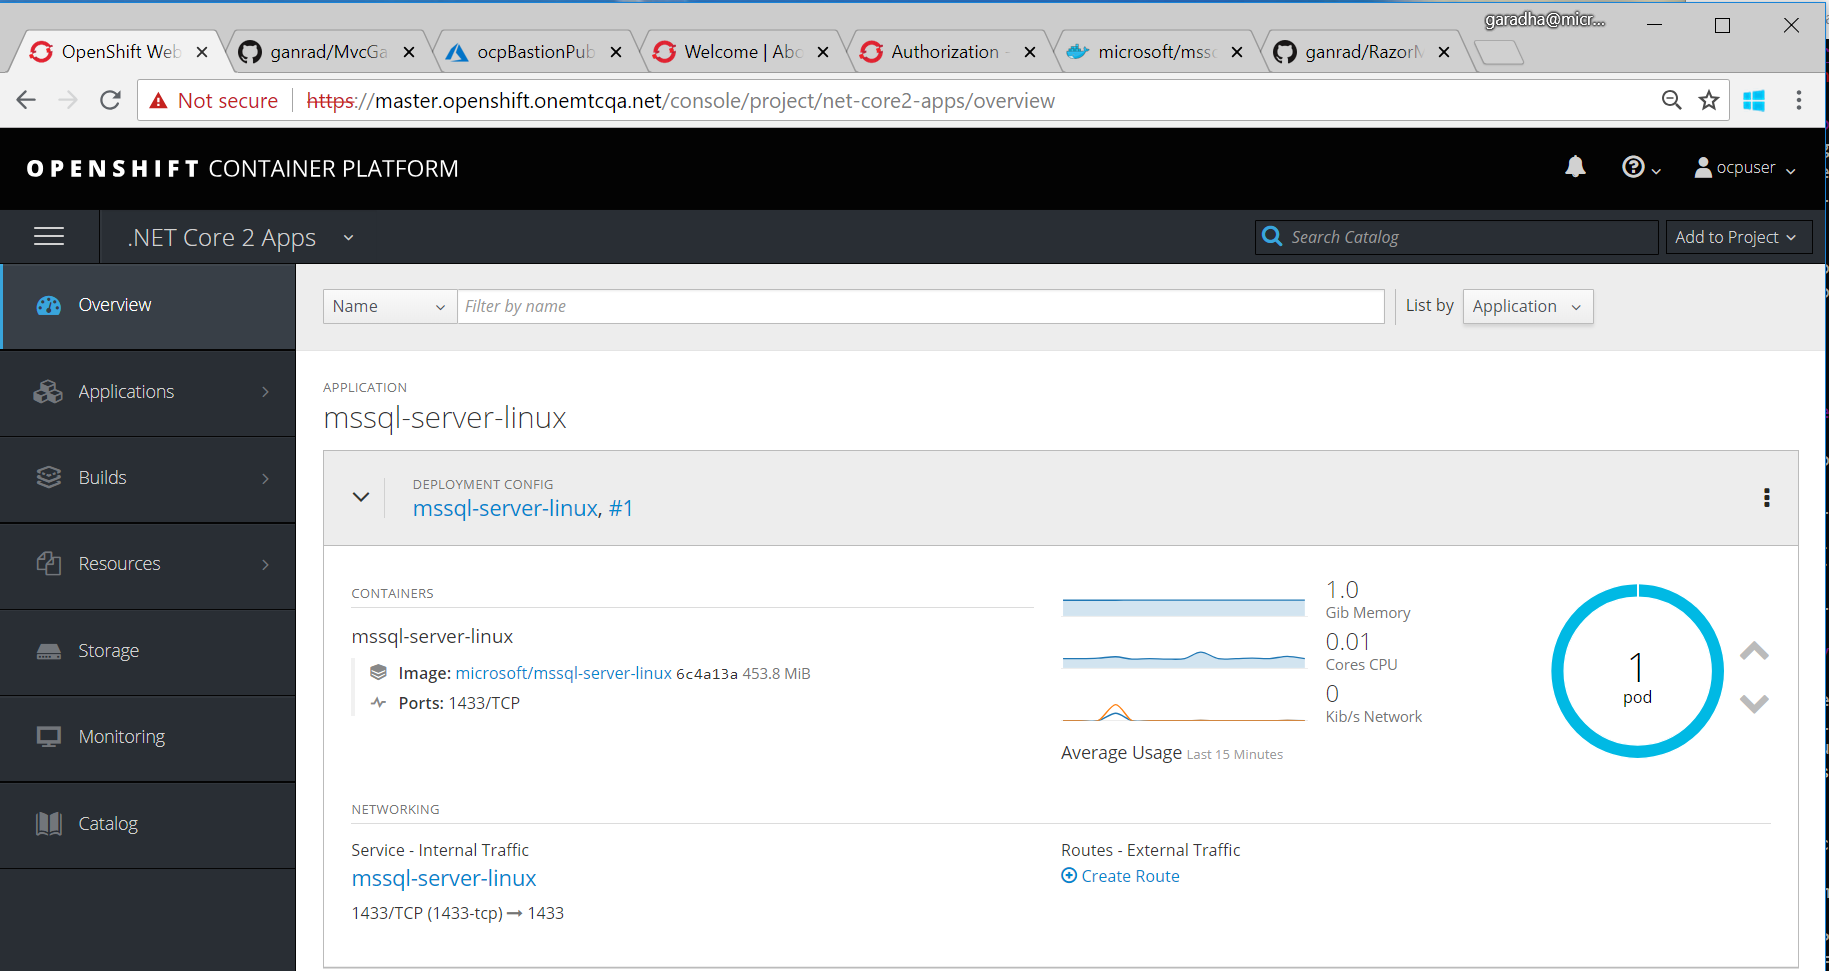 garadha@micr...
OpenShift Web
ganrad/MvcGa
ocpBastionPub
Welcome | Abo
Authorization -
microsoft/mssq
ganrad/RazorM
Not secure https://master.openshift.onemtcqa.net/console/project/net-core2-apps/overview
OPENSHIFT CONTAINER PLATFORM
ocpuser
.NET Core 2 Apps
Search Catalog
Add to Project
Overview
Applications
Builds
Resources
Storage
Monitoring
Catalog
Name
Filter by name
List by
Application
APPLICATION
mssql-server-linux
DEPLOYMENT CONFIG
mssql-server-linux, #1
CONTAINERS
mssql-server-linux
Image: microsoft/mssql-server-linux 6c4a13a 453.8 MiB
Ports: 1433/TCP
1.0
Gib Memory
0.01
Cores CPU
0
Kib/s Network
Average Usage Last 15 Minutes
1
pod
NETWORKING
Service - Internal Traffic
mssql-server-linux
1433/TCP (1433-tcp) → 1433
Routes - External Traffic
Create Route